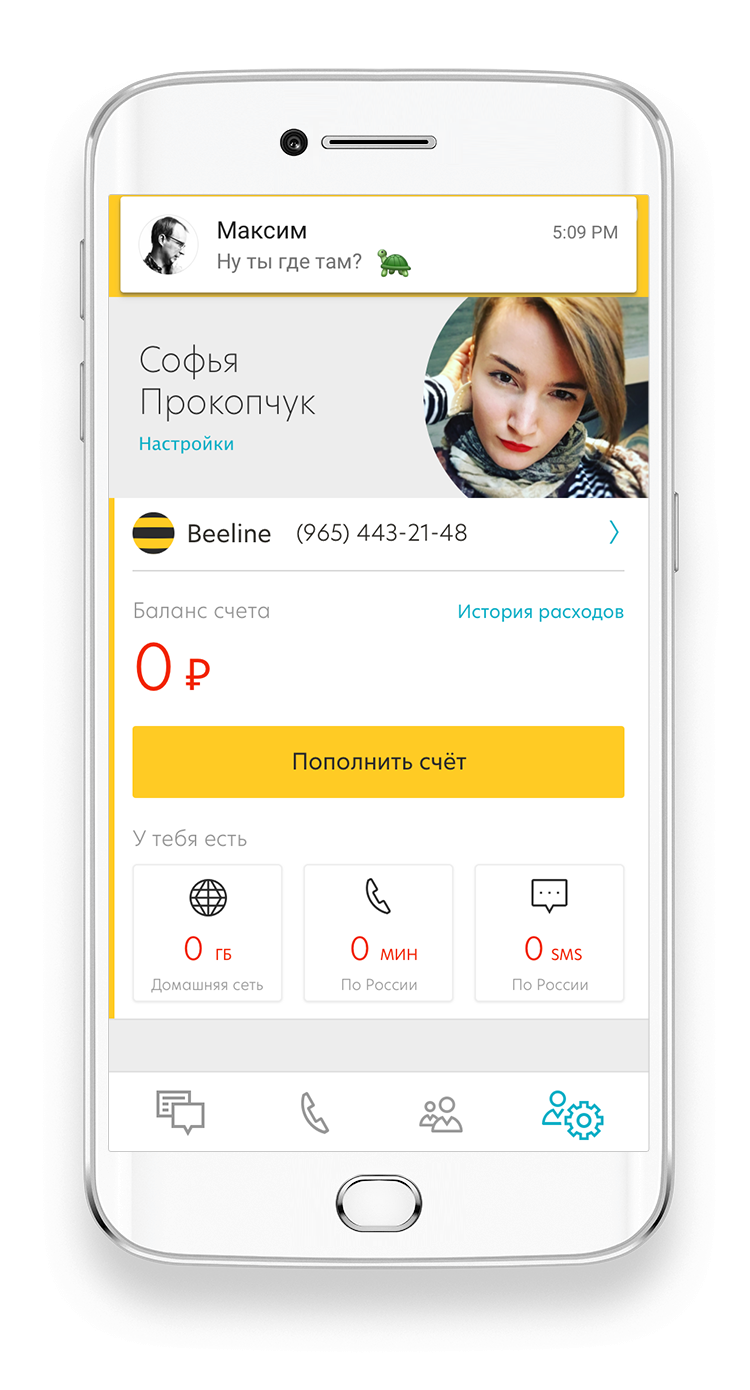 Максим
5:09 PM
Ну ты где там? 🐢
Софья
Прокопчук
Настройки
Beeline (965) 443-21-48
Баланс счета
История расходов
0 ₽
Пополнить счёт
У тебя есть
0 ГБ
Домашняя сеть
0 МИН
По России
0 SMS
По России